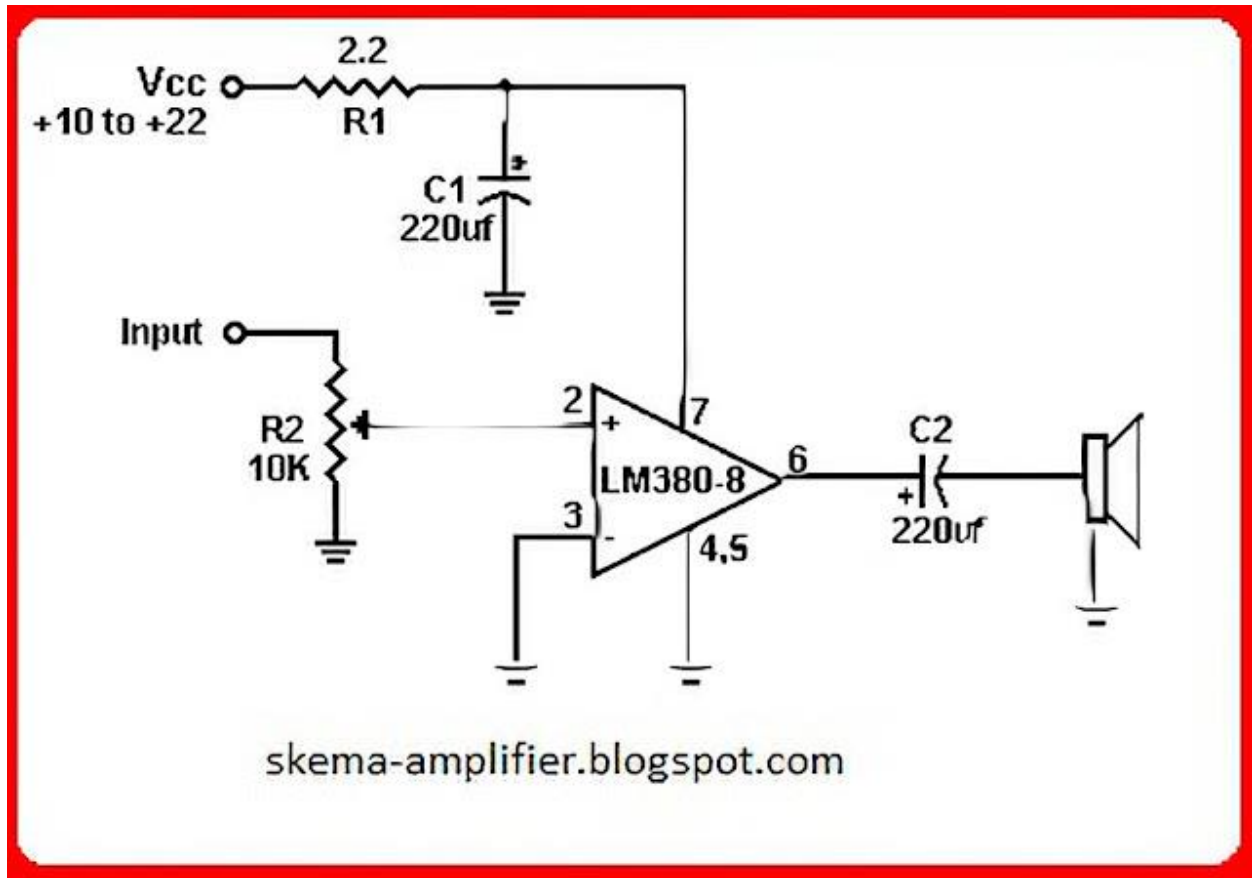 2.2
Vcc
+10 to +22
R1
+
C1
220uf
Input
R2
10K
2
+
7
LM380-8
6
3
-
4,5
C2
+
220uf
skema-amplifier.blogspot.com